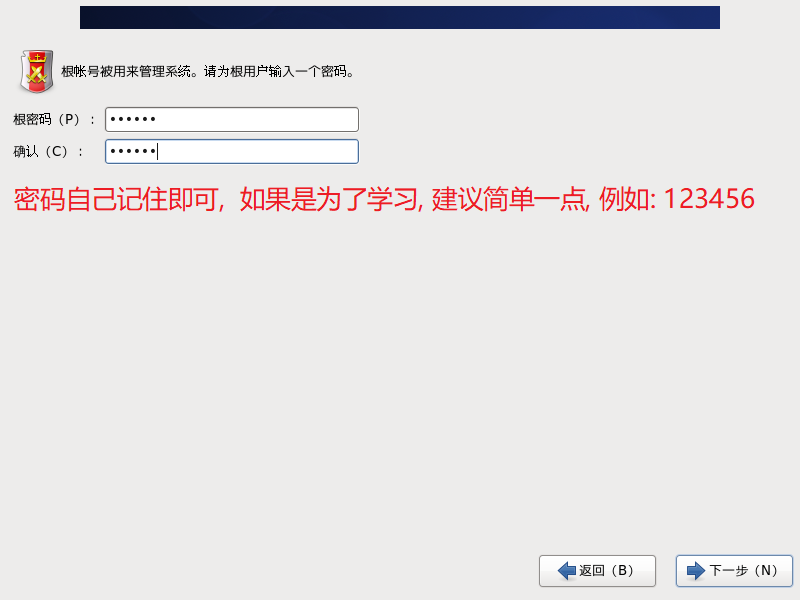 根帐号被用来管理系统。请为根用户输入一个密码。
根密码（P）： ••••••
确认（C）： ••••••
密码自己记住即可, 如果是为了学习, 建议简单一点, 例如: 123456
返回（B） 下一步（N）